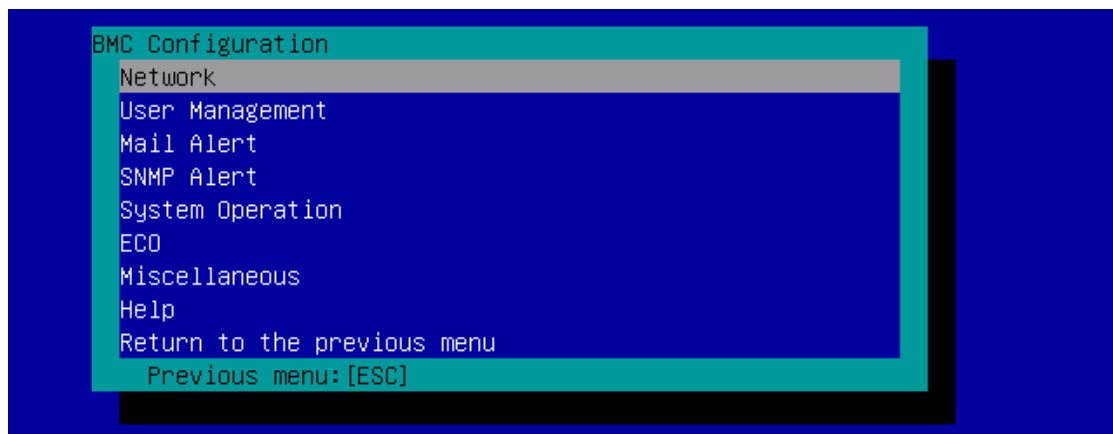 BMC Configuration
Network
User Management
Mail Alert
SNMP Alert
System Operation
ECO
Miscellaneous
Help
Return to the previous menu
Previous menu:[ESC]